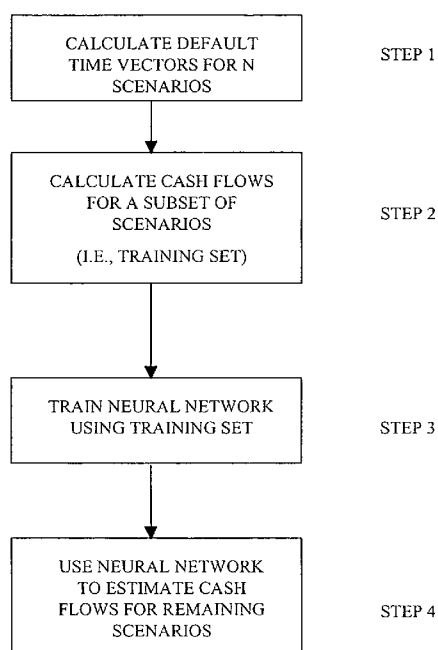 CALCULATE DEFAULT
TIME VECTORS FOR N
SCENARIOS
STEP 1
CALCULATE CASH FLOWS
FOR A SUBSET OF
SCENARIOS
(I.E., TRAINING SET)
STEP 2
TRAIN NEURAL NETWORK
USING TRAINING SET
STEP 3
USE NEURAL NETWORK
TO ESTIMATE CASH
FLOWS FOR REMAINING
SCENARIOS
STEP 4